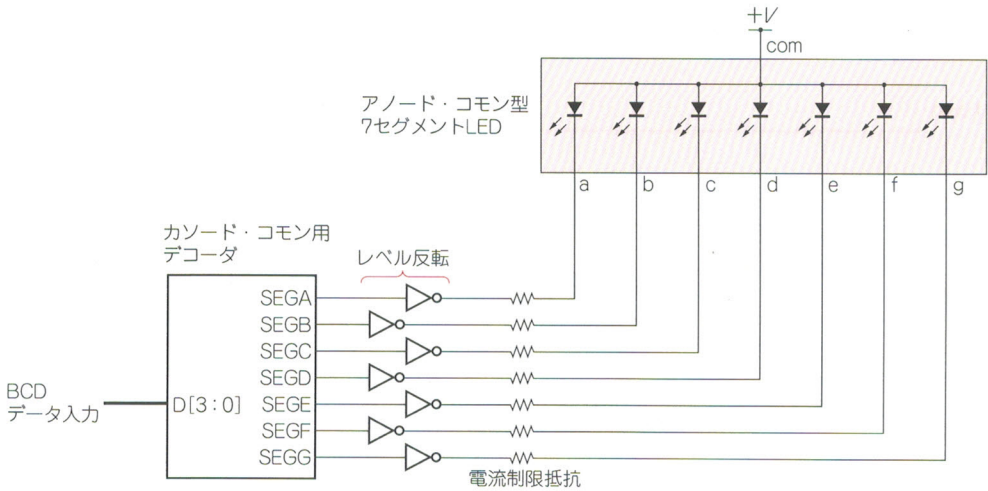 +V
com
アノード・コモン型
7セグメントLED
a b c d e f g
カソード・コモン用
デコーダ
レベル反転
SEGA
SEGB
SEGC
SEGD
BCD
データ入力
D[3:0]
SEGE
SEGF
SEGG
電流制限抵抗